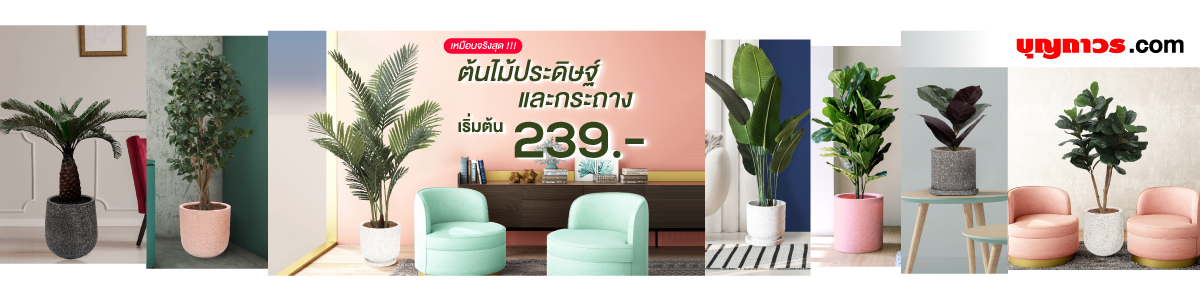 เหมือนจริงสุด !!!
ต้นไม้ประดิษฐ์
และกระถาง
เริ่มต้น 239.-
บุญถาวร.com